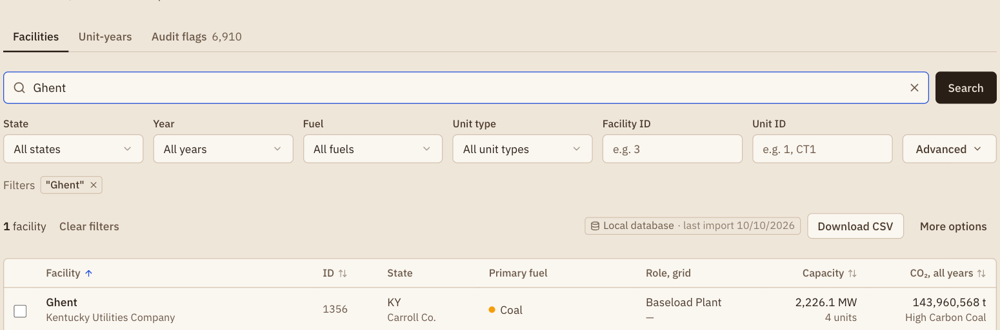 Facilities Unit-years Audit flags 6,910
Ghent
Search
State Year Fuel Unit type Facility ID Unit ID
All states All years All fuels All unit types e.g. 3 e.g. 1, CT1 Advanced
Filters "Ghent"
1 facility Clear filters Local database · last import 10/10/2026 Download CSV More options
Facility ID State Primary fuel Role, grid Capacity CO₂, all years
Ghent KY Baseload Plant 2,226.1 MW 143,960,568 t
1356 Coal
Kentucky Utilities Company Carroll Co. — 4 units High Carbon Coal